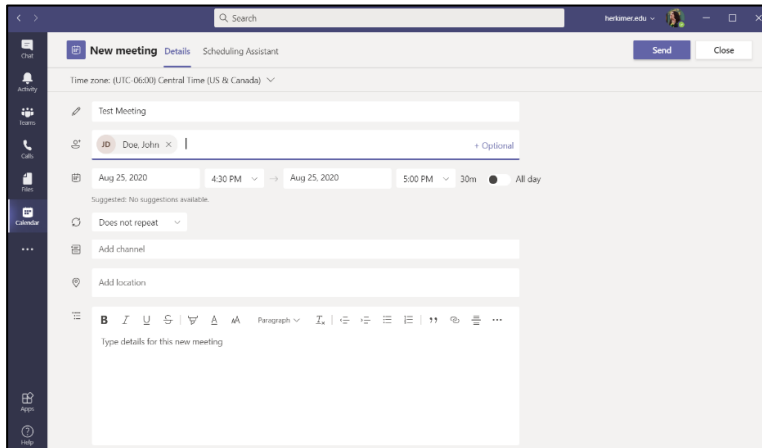 Search
herkimer.edu
Chat
Activity
Teams
Calls
Files
Calendar
Apps
Help
New meeting Details Scheduling Assistant Send Close
Time zone: (UTC-06:00) Central Time (US & Canada)
Test Meeting
JD Doe, John × + Optional
Aug 25, 2020 4:30 PM → Aug 25, 2020 5:00 PM 30m All day
Suggested: No suggestions available.
Does not repeat
Add channel
Add location
B I U S A AA Paragraph Tx
Type details for this new meeting